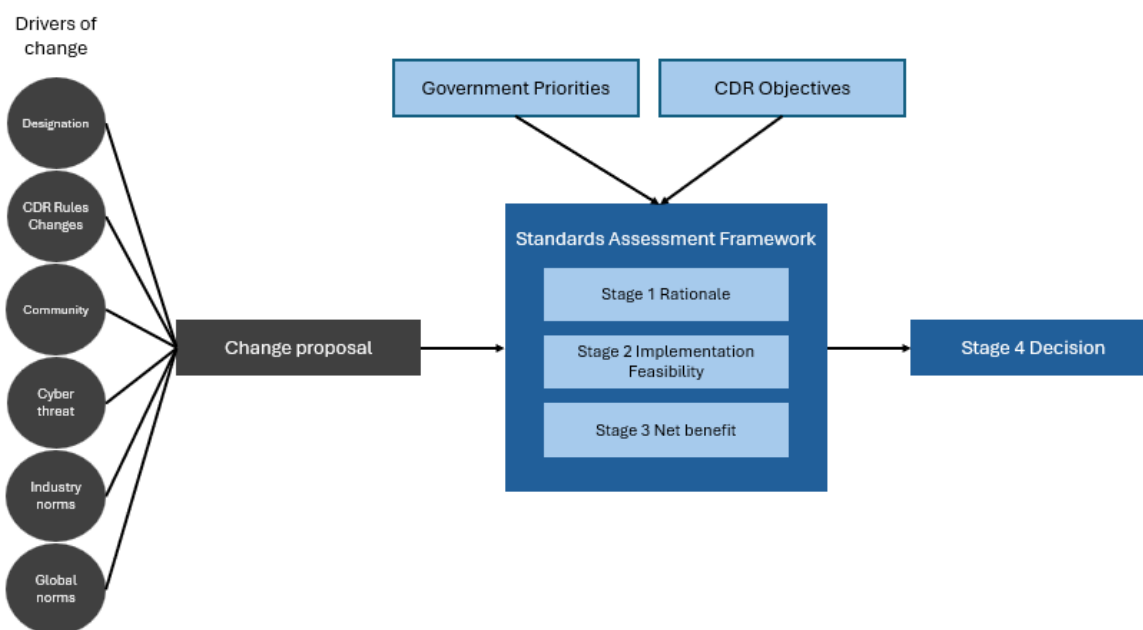 Drivers of
change
Designation
CDR Rules
Changes
Community
Cyber
threat
Industry
norms
Global
norms
Change proposal
Government Priorities
CDR Objectives
Standards Assessment Framework
Stage 1 Rationale
Stage 2 Implementation
Feasibility
Stage 3 Net benefit
Stage 4 Decision